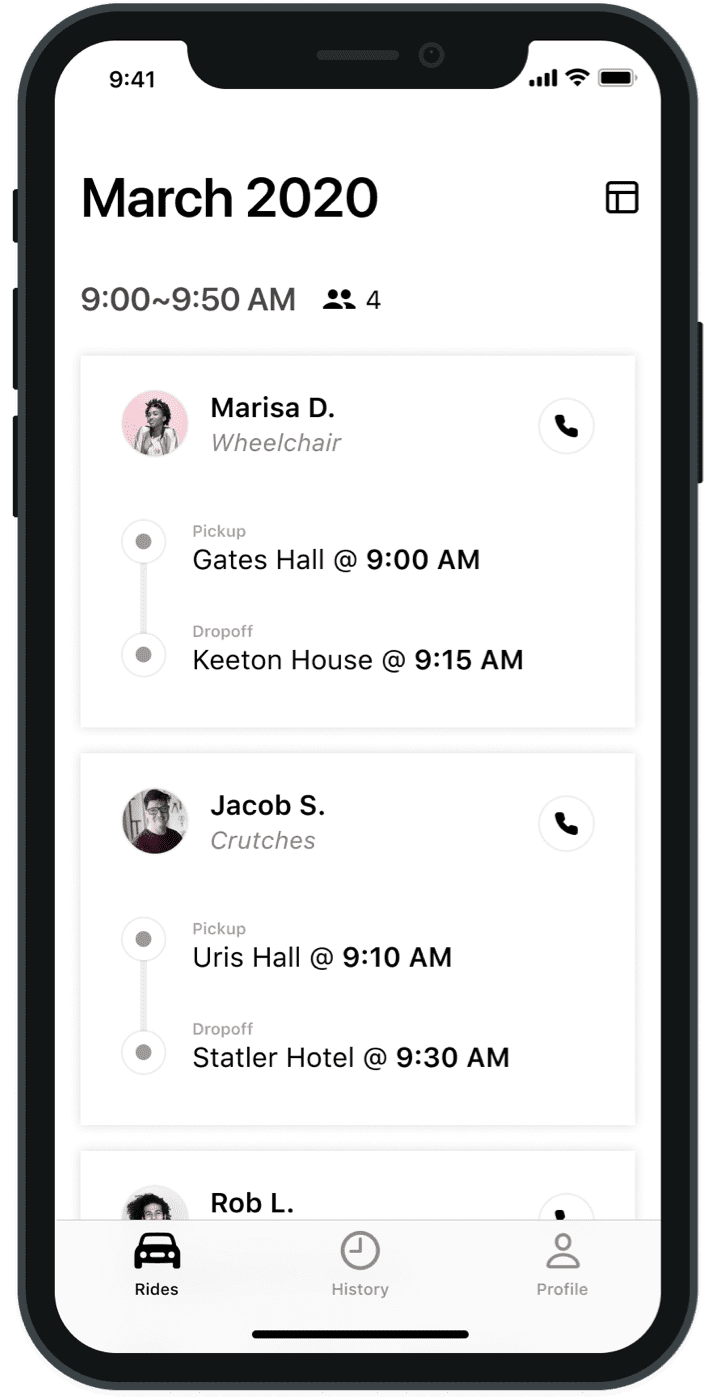 9:41
March 2020
9:00~9:50 AM 4
Marisa D.
Wheelchair
Pickup
Gates Hall @ 9:00 AM
Dropoff
Keeton House @ 9:15 AM
Jacob S.
Crutches
Pickup
Uris Hall @ 9:10 AM
Dropoff
Statler Hotel @ 9:30 AM
Rob L.
Rides History Profile